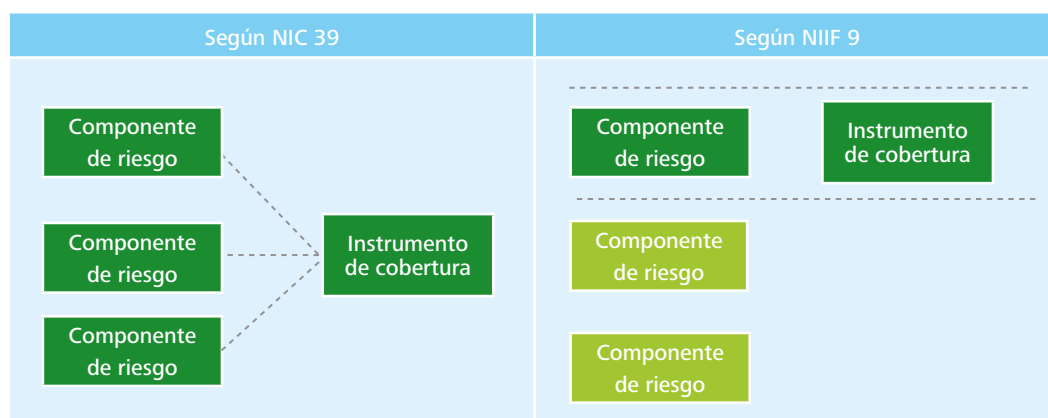 Según NIC 39
Componente
de riesgo
Componente
de riesgo
Componente
de riesgo
Instrumento
de cobertura
Según NIIF 9
Componente
de riesgo
Instrumento
de cobertura
Componente
de riesgo
Componente
de riesgo